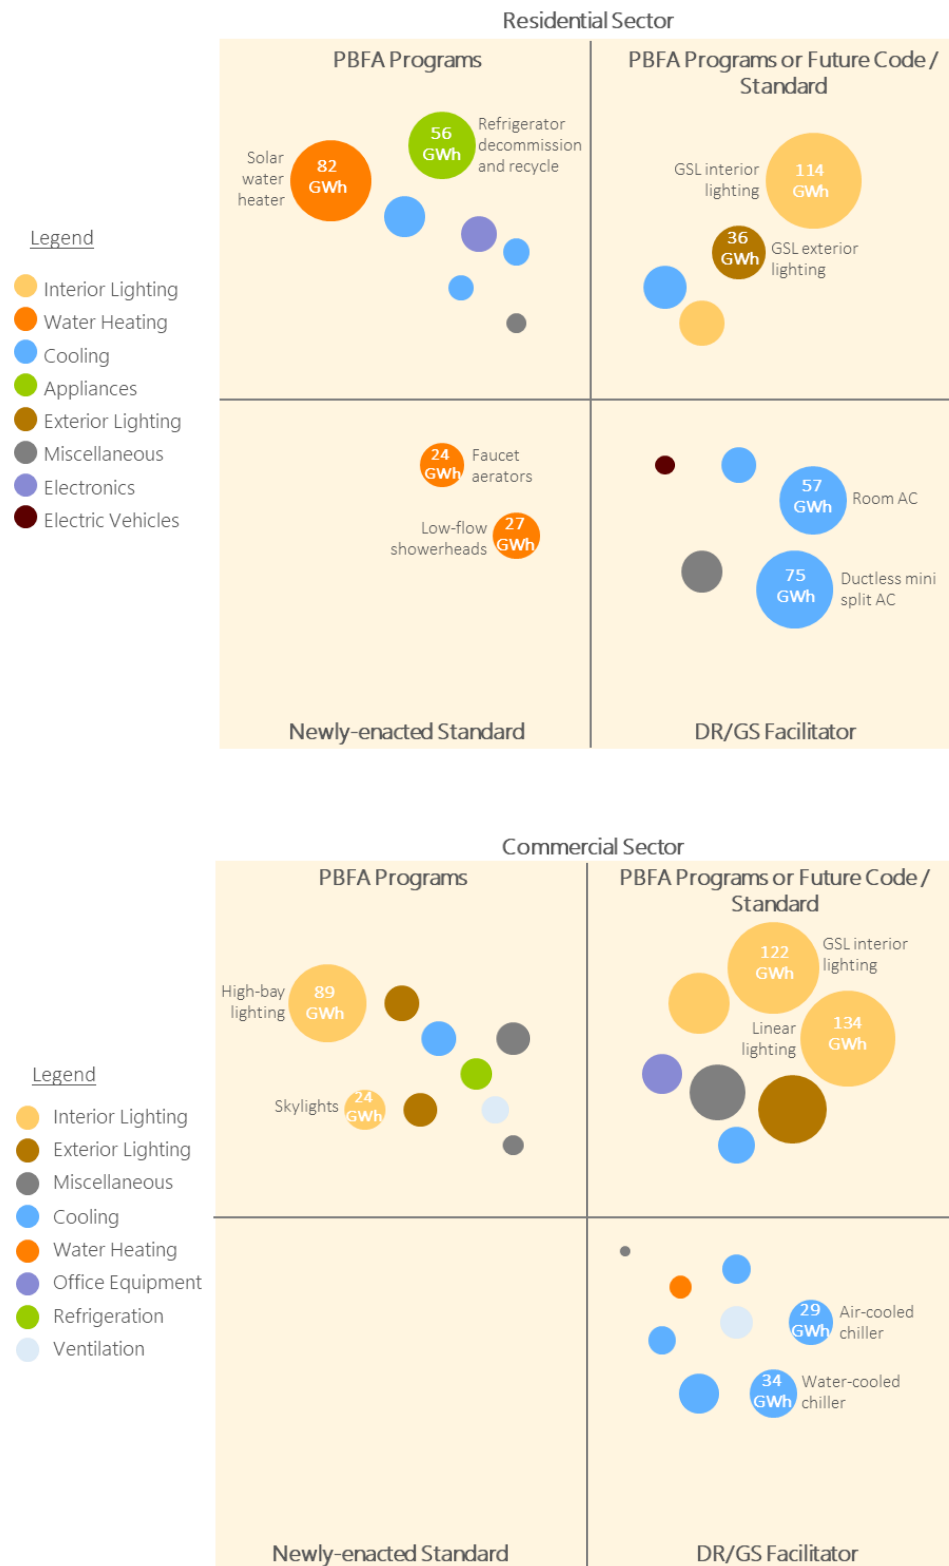 Residential Sector
PBFA Programs
PBFA Programs or Future Code /
Standard
Solar
water
heater
82
GWh
56
GWh
Refrigerator
decommission
and recycle
GSL interior
lighting
114
GWh
36
GWh
GSL exterior
lighting
Legend
Interior Lighting
Water Heating
Cooling
Appliances
Exterior Lighting
Miscellaneous
Electronics
Electric Vehicles
24
GWh
Faucet
aerators
Low-flow
showerheads
27
GWh
57
GWh
Room AC
75
GWh
Ductless mini
split AC
Newly-enacted Standard
DR/GS Facilitator
Commercial Sector
PBFA Programs
PBFA Programs or Future Code /
Standard
High-bay
lighting
89
GWh
122
GWh
GSL interior
lighting
Linear
lighting
134
GWh
Skylights
24
GWh
Legend
Interior Lighting
Exterior Lighting
Miscellaneous
Cooling
Water Heating
Office Equipment
Refrigeration
Ventilation
29
GWh
Air-cooled
chiller
34
GWh
Water-cooled
chiller
Newly-enacted Standard
DR/GS Facilitator